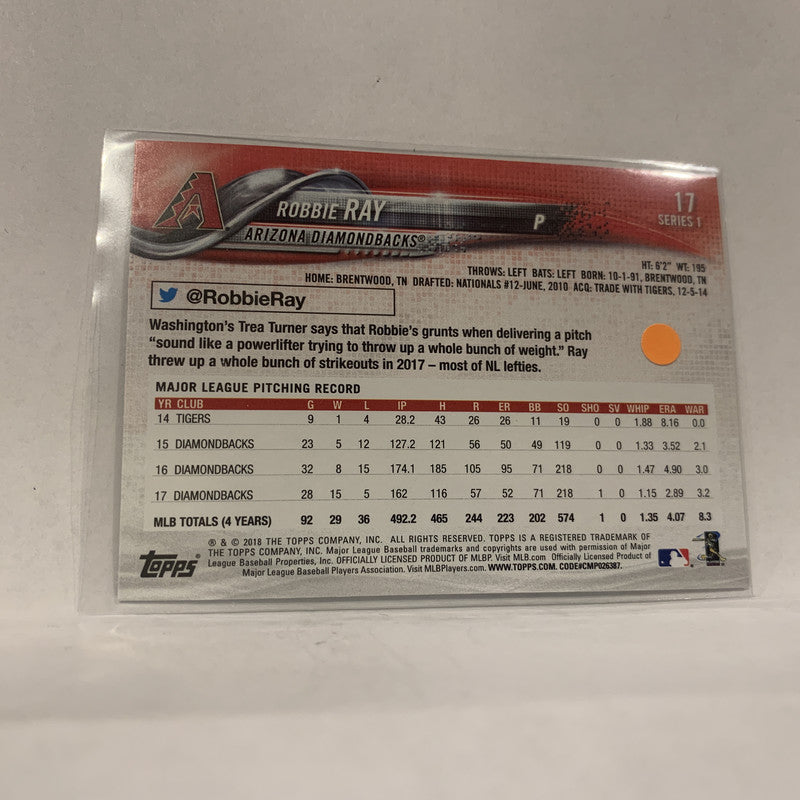 17
ROBBIE RAY
P
SERIES 1
ARIZONA DIAMONDBACKS®
HT: 6'2" WT: 195
THROWS: LEFT BATS: LEFT BORN: 10-1-91, BRENTWOOD, TN
HOME: BRENTWOOD, TN DRAFTED: NATIONALS #12-JUNE, 2010 ACQ: TRADE WITH TIGERS, 12-5-14
@RobbieRay
Washington's Trea Turner says that Robbie's grunts when delivering a pitch
"sound like a powerlifter trying to throw up a whole bunch of weight." Ray
threw up a whole bunch of strikeouts in 2017 – most of NL lefties.
MAJOR LEAGUE PITCHING RECORD
YR CLUB G W L IP H R ER BB SO SHO SV WHIP ERA WAR
14 TIGERS 9 1 4 28.2 43 26 26 11 19 0 0 1.88 8.16 0.0
15 DIAMONDBACKS 23 5 12 127.2 121 56 50 49 119 0 0 1.33 3.52 2.1
16 DIAMONDBACKS 32 8 15 174.1 185 105 95 71 218 0 0 1.47 4.90 3.0
17 DIAMONDBACKS 28 15 5 162 116 57 52 71 218 1 0 1.15 2.89 3.2
MLB TOTALS (4 YEARS) 92 29 36 492.2 465 244 223 202 574 1 0 1.35 4.07 8.3
® & © 2018 THE TOPPS COMPANY, INC. ALL RIGHTS RESERVED. TOPPS IS A REGISTERED TRADEMARK OF
THE TOPPS COMPANY, INC. Major League Baseball trademarks and copyrights are used with permission of Major
League Baseball Properties, Inc. OFFICIALLY LICENSED PRODUCT OF MLBP. Visit MLB.com Officially Licensed Product of
Major League Baseball Players Association. Visit MLBPlayers.com. WWW.TOPPS.COM. CODE#CMP026387.
Topps®